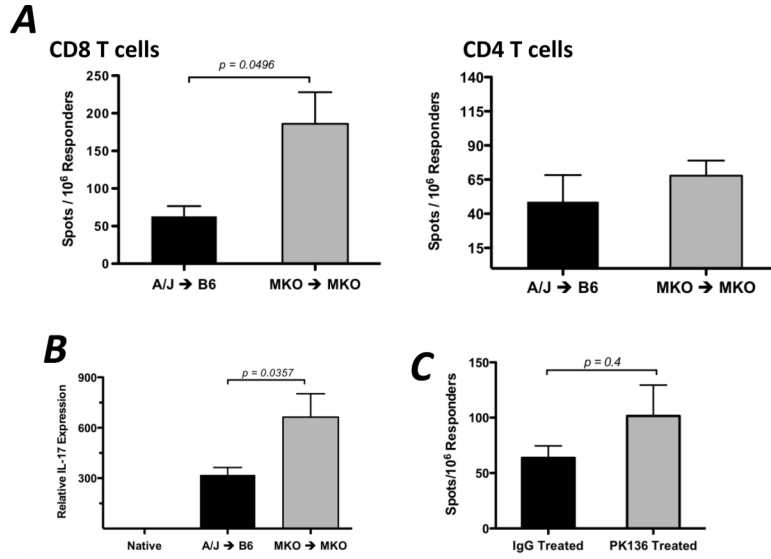 A
CD8 T cells
CD4 T cells
p = 0.0496
Spots / 10⁶ Responders
250
200
150
100
50
0
A/J ➔ B6
MKO ➔ MKO
Spots / 10⁶ Responders
140
115
90
65
40
15
A/J ➔ B6
MKO ➔ MKO
B
p = 0.0357
Relative IL-17 Expression
900
600
300
Native
A/J ➔ B6
MKO ➔ MKO
C
p = 0.4
Spots/10⁶ Responders
150
100
50
0
IgG Treated
PK136 Treated